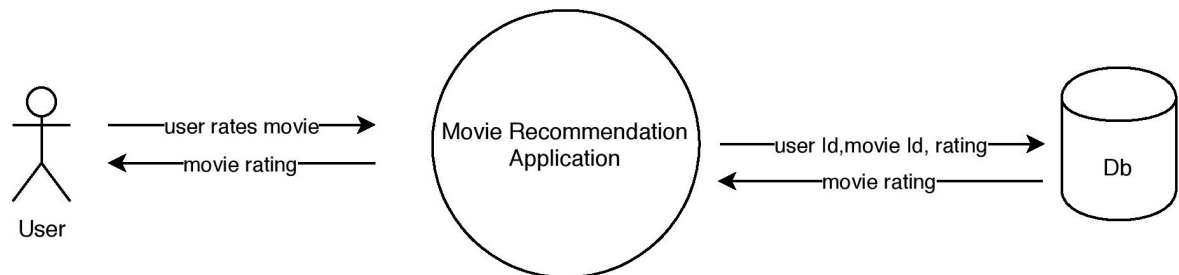 user rates movie
movie rating
User
Movie Recommendation
Application
user Id,movie Id, rating
movie rating
Db